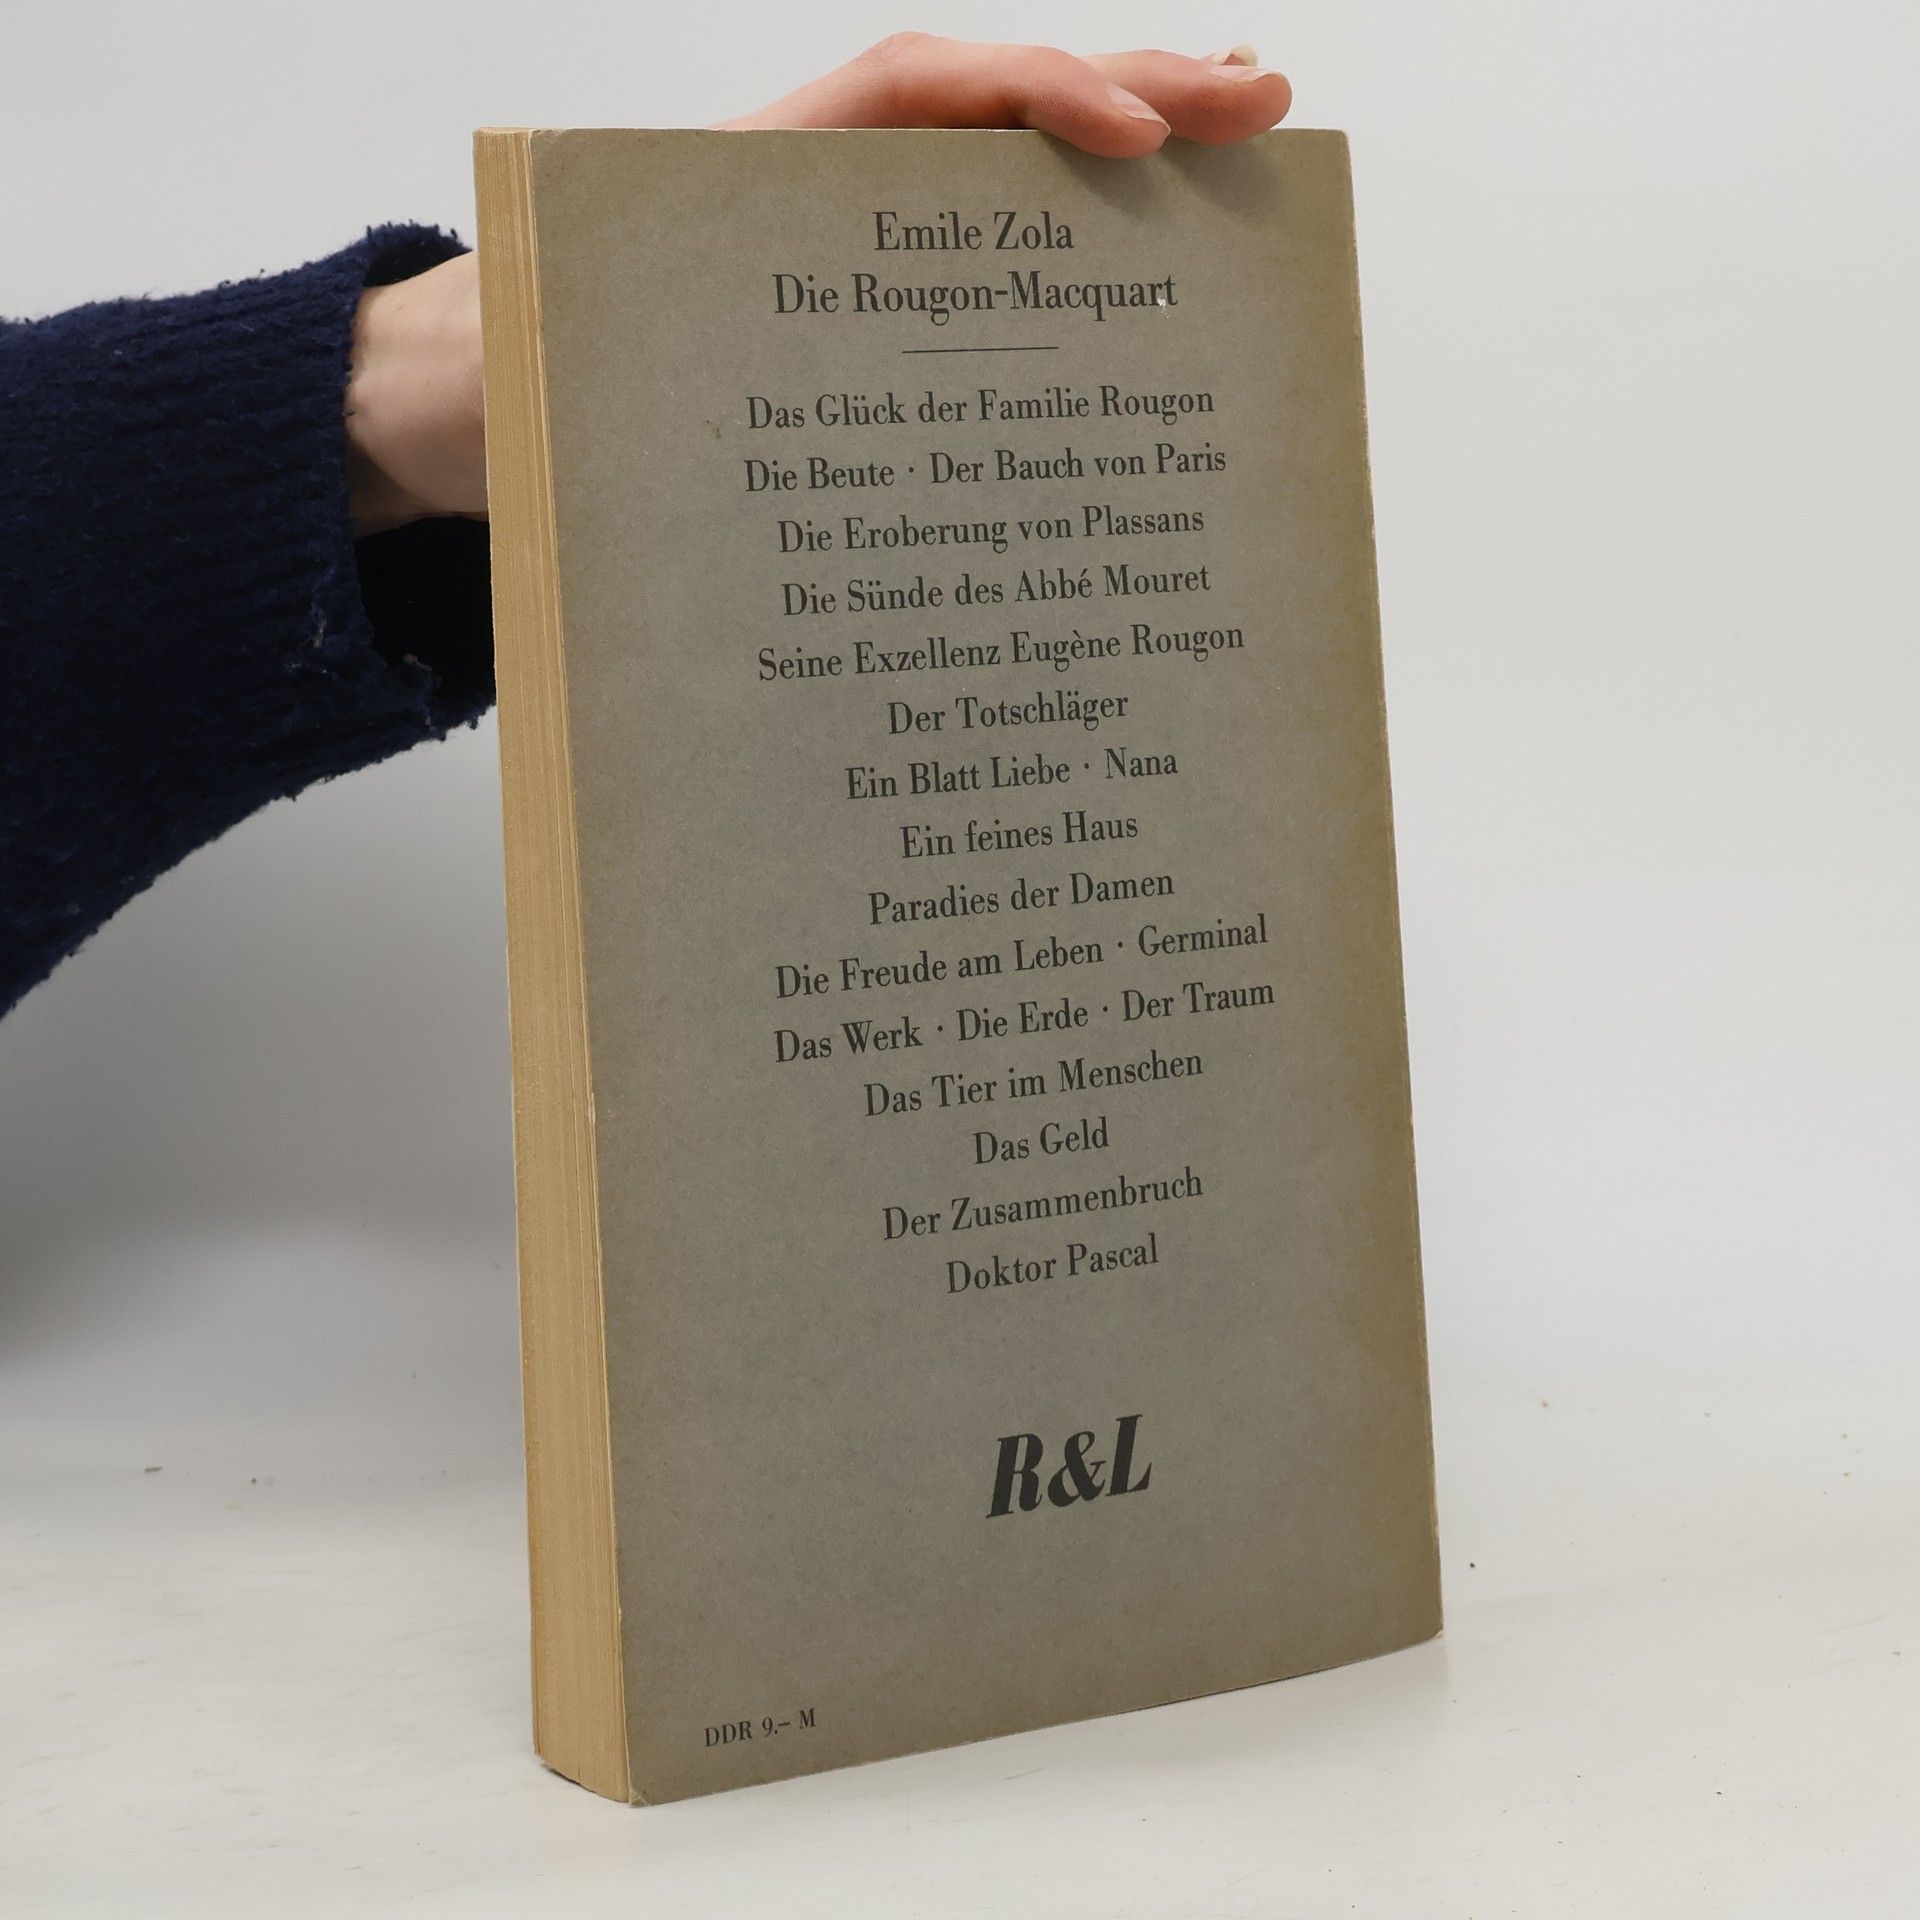 Emile Zola
Die Rougon-Macquart
Das Glück der Familie Rougon
Die Beute · Der Bauch von Paris
Die Eroberung von Plassans
Die Sünde des Abbé Mouret
Seine Exzellenz Eugène Rougon
Der Totschläger
Ein Blatt Liebe · Nana
Ein feines Haus
Paradies der Damen
Die Freude am Leben · Germinal
Das Werk · Die Erde · Der Traum
Das Tier im Menschen
Das Geld
Der Zusammenbruch
Doktor Pascal
R&L
DDR 9.– M